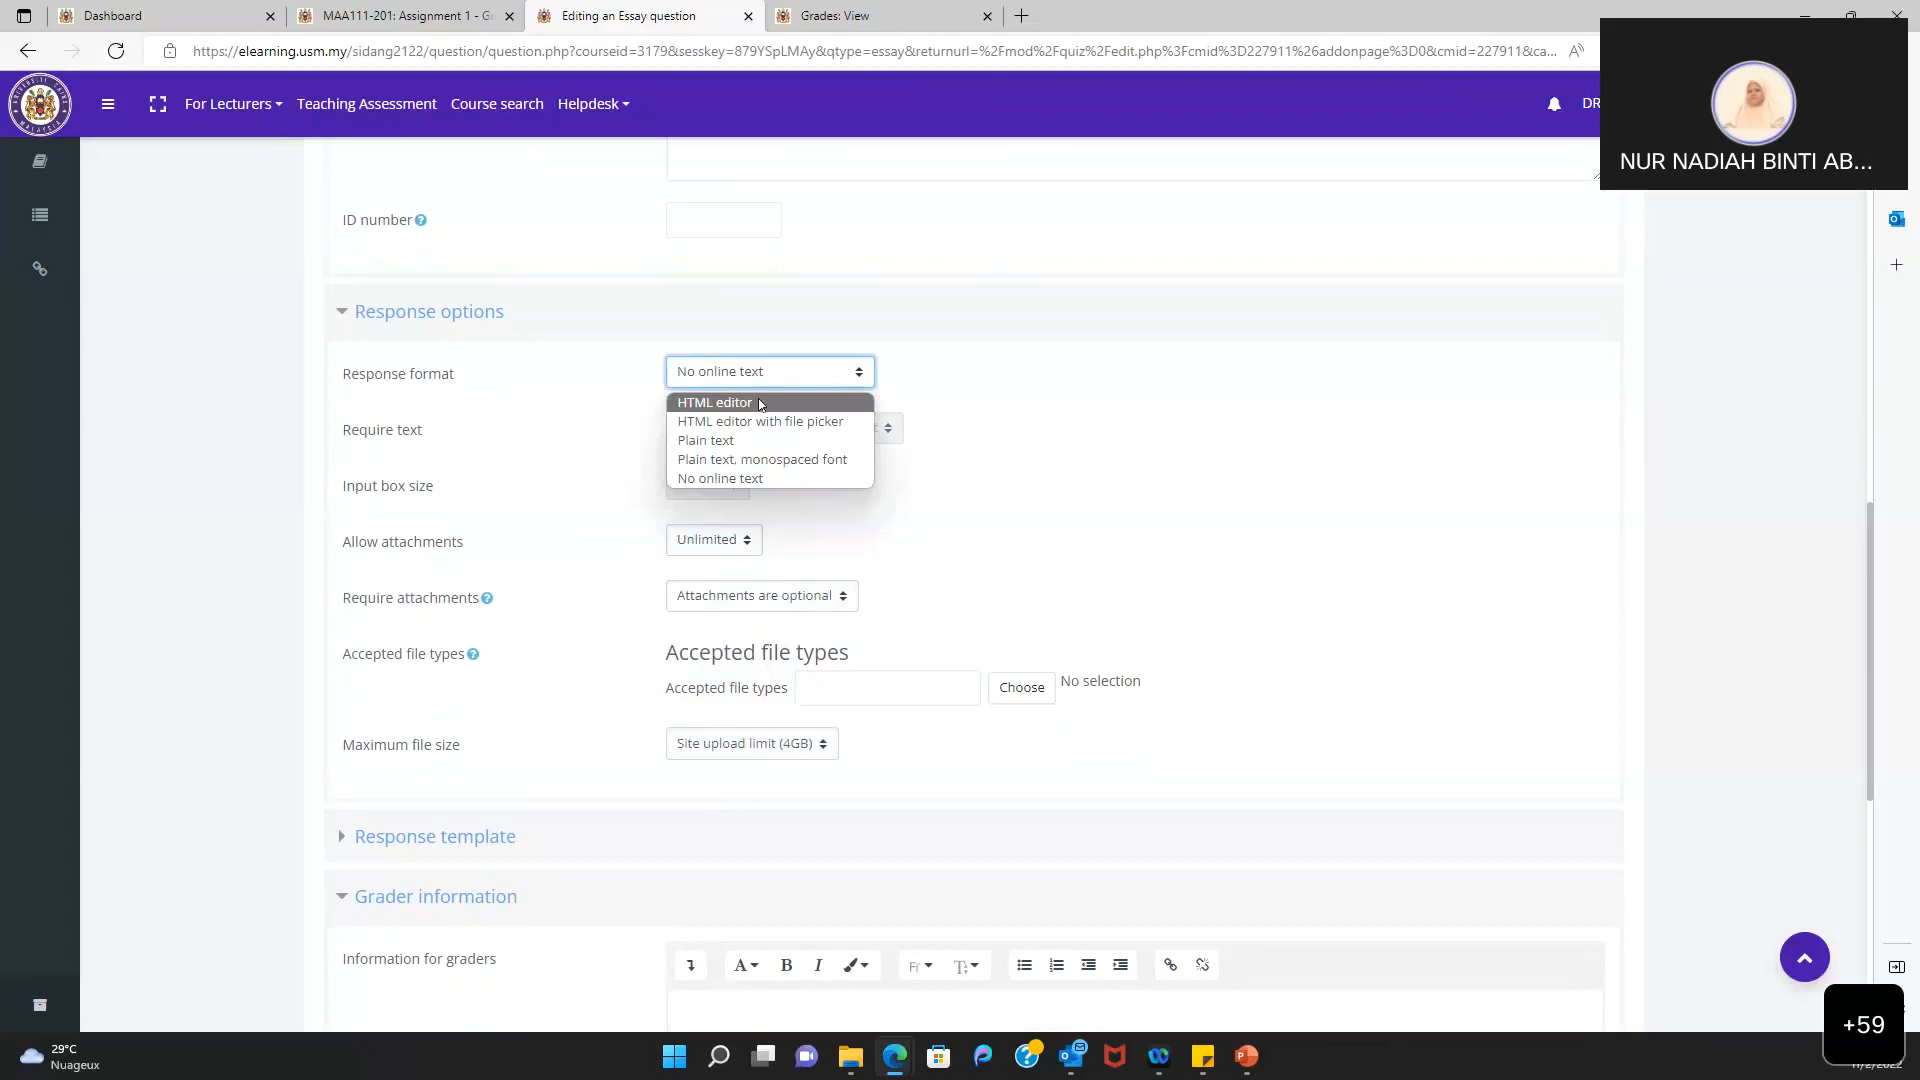 Dashboard
MAA111-201: Assignment 1 - Gr
Editing an Essay question
Grades: View
https://elearning.usm.my/sidang2122/question/question.php?courseid=3179&sesskey=879YSpLMAy&qtype=essay&returnurl=%2Fmod%2Fquiz%2Fedit.php%3Fcmid%3D227911%26addonpage%3D0&cmid=227911&ca...
For Lecturers
Teaching Assessment
Course search
Helpdesk
DR
NUR NADIAH BINTI AB...
ID number
Response options
Response format
No online text
HTML editor
HTML editor with file picker
Plain text
Plain text, monospaced font
No online text
Require text
Input box size
Allow attachments
Unlimited
Require attachments
Attachments are optional
Accepted file types
Accepted file types
Accepted file types
Choose
No selection
Maximum file size
Site upload limit (4GB)
Response template
Grader information
Information for graders
+59
29°C
Nuageux